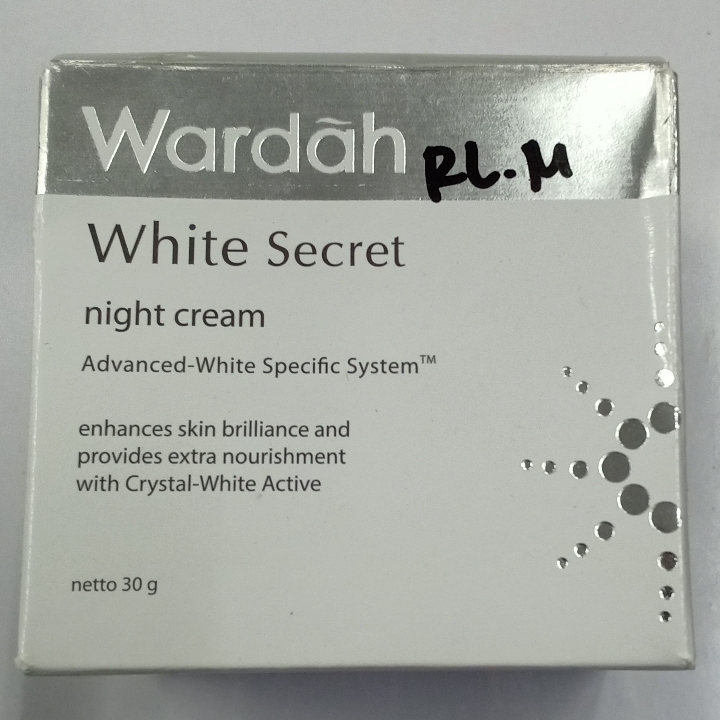 Wardāh RL.M
White Secret
night cream
Advanced-White Specific System™
enhances skin brilliance and
provides extra nourishment
with Crystal-White Active
netto 30 g